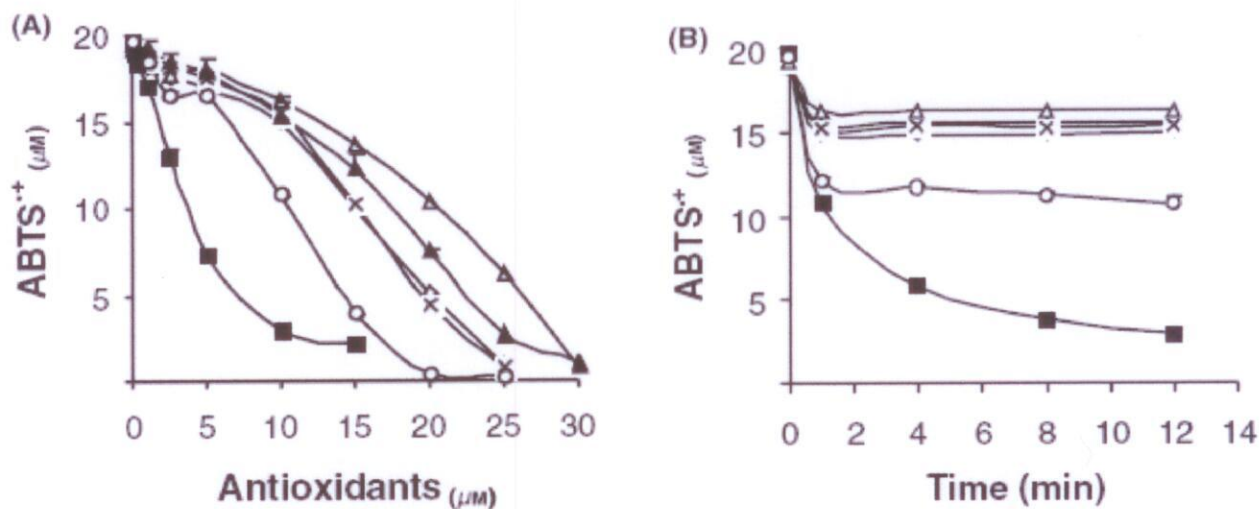 (A)
20
15
10
5
ABTS·+ (μM)
0 5 10 15 20 25 30
Antioxidants (μM)
(B)
20
15
10
5
ABTS·+ (μM)
0 2 4 6 8 10 12 14
Time (min)